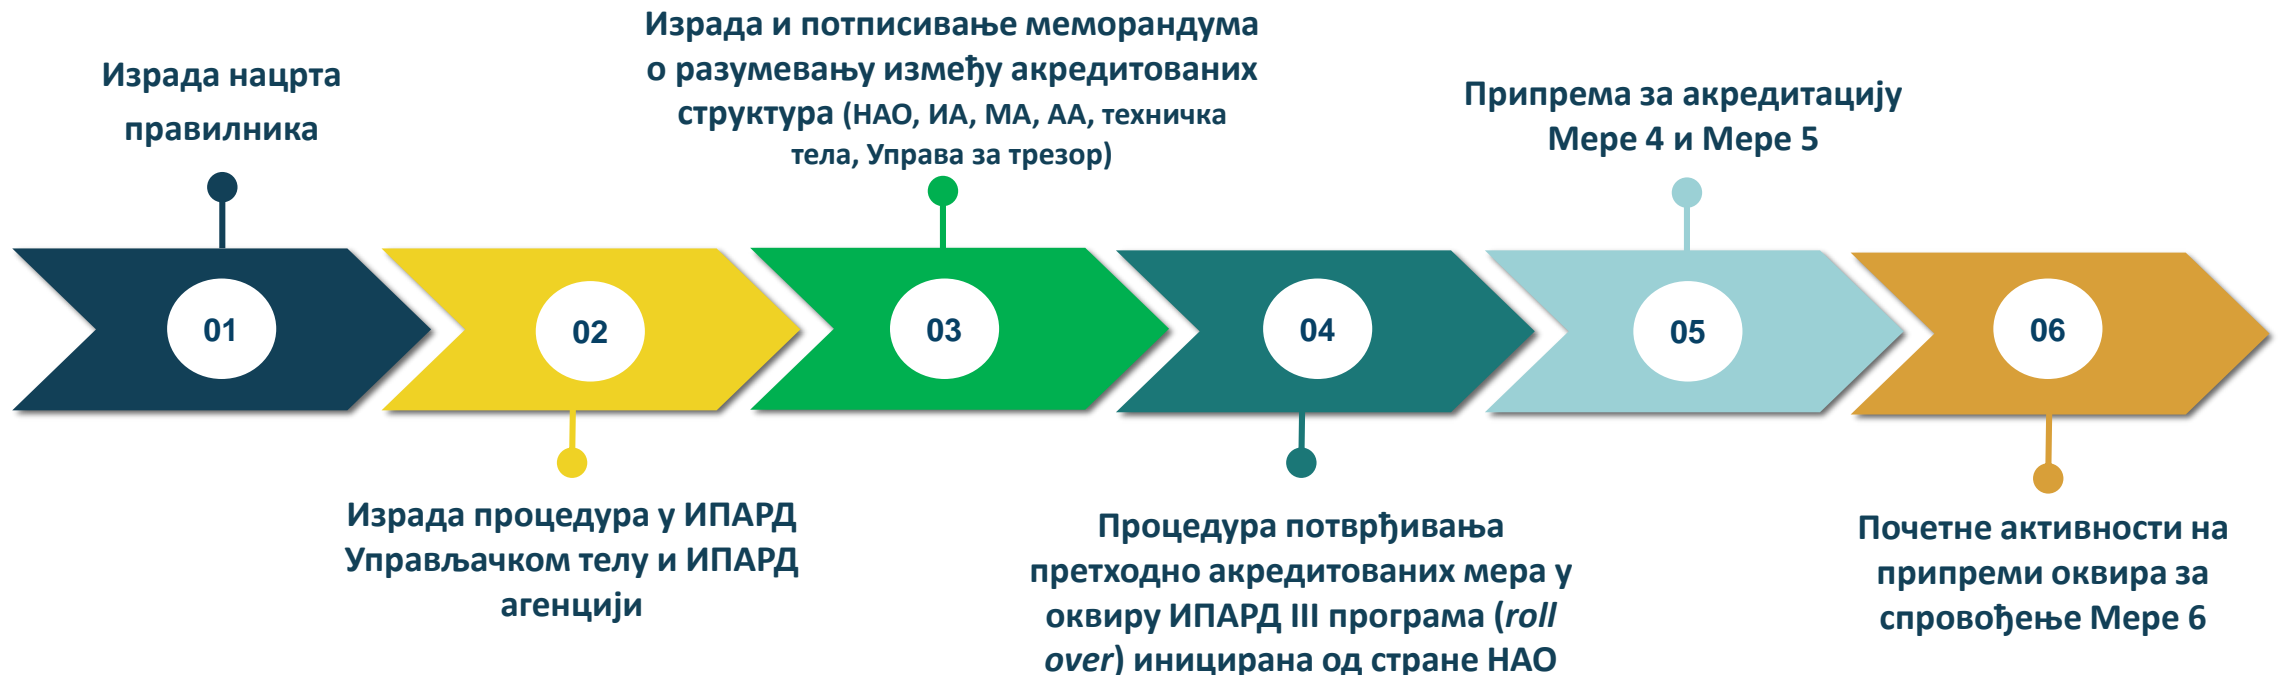 Израда нацрта
правилника
01
02
Израда процедура у ИПАРД
Управљачком телу и ИПАРД
агенцији
Израда и потписивање меморандума
о разумевању између акредитованих
структура (НАО, ИА, МА, АА, техничка
тела, Управа за трезор)
03
04
Процедура потврђивања
претходно акредитованих мера у
оквиру ИПАРД III програма (roll
over) иницирана од стране НАО
Припрема за акредитацију
Мере 4 и Мере 5
05
06
Почетне активности на
припреми оквира за
спровођење Мере 6